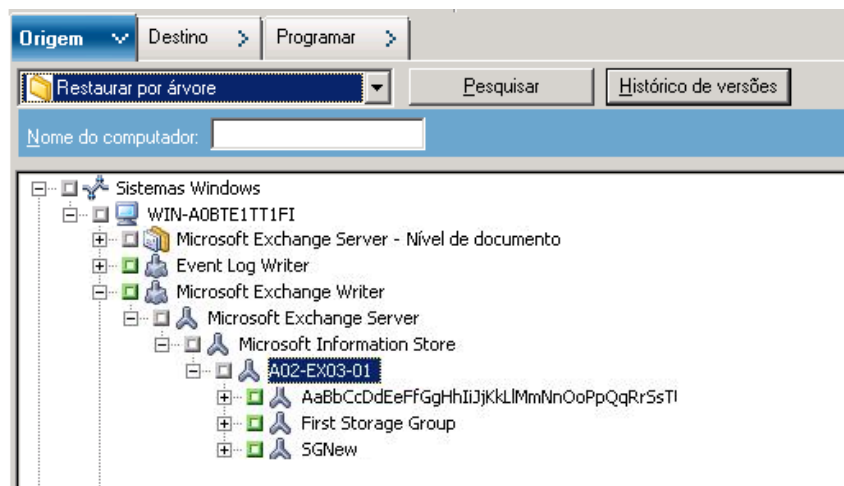 Origem Destino Programar
Restaurar por árvore Pesquisar Histórico de versões
Nome do computador:
Sistemas Windows
WIN-A0BTE1TT1FI
Microsoft Exchange Server - Nível de documento
Event Log Writer
Microsoft Exchange Writer
Microsoft Exchange Server
Microsoft Information Store
A02-EX03-01
AaBbCcDdEeFfGgHhIiJjKkLlMmNnOoPpQqRrSsT
First Storage Group
SGNew